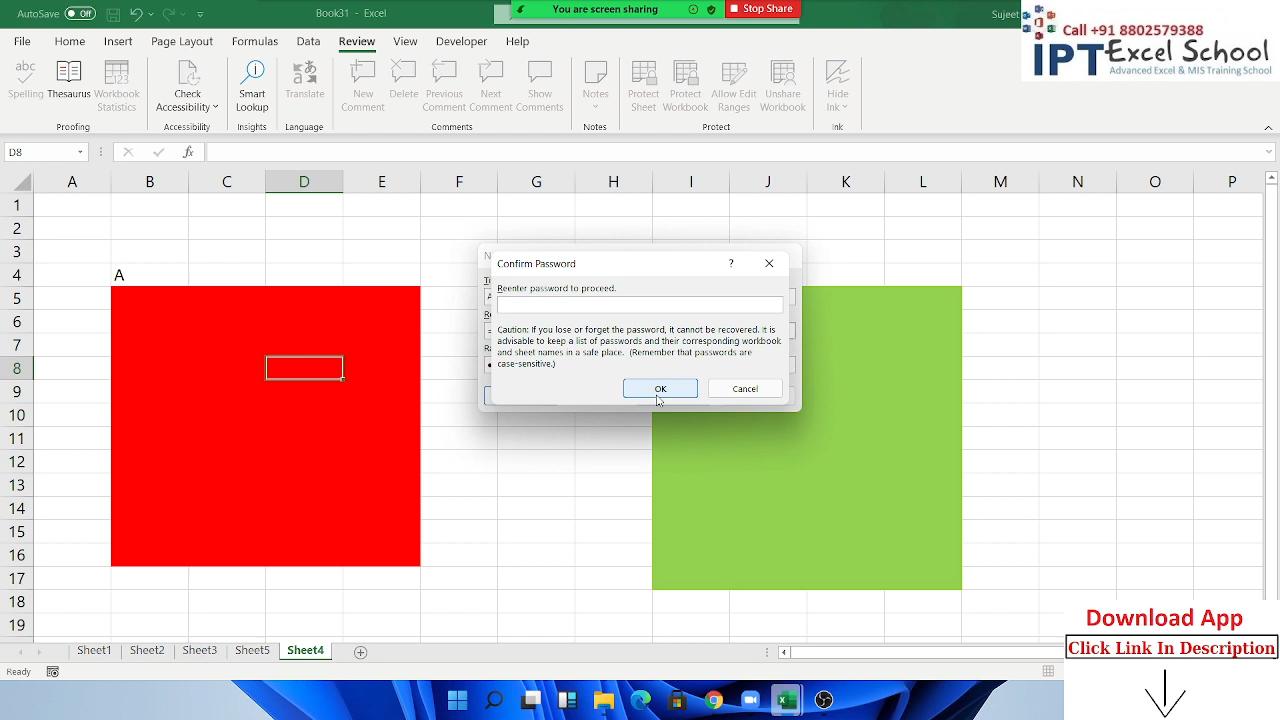 AutoSave Off Book31 - Excel You are screen sharing Stop Share Sujeet
Call +91 8802579388
IPT Excel School
Advanced Excel & MIS Training School
File Home Insert Page Layout Formulas Data Review View Developer Help
abc
Spelling Thesaurus Workbook Statistics Check Accessibility Smart Lookup Translate New Comment Delete Previous Comment Next Comment Show Comments Notes Protect Sheet Protect Workbook Allow Edit Ranges Unshare Workbook Hide Ink
Proofing Accessibility Insights Language Comments Notes Protect Ink
D8 fx
A B C D E F G H I J K L M N O P
1
2
3
4 A
5
6
7
8
9
10
11
12
13
14
15
16
17
18
19
Confirm Password ?
Reenter password to proceed.
Caution: If you lose or forget the password, it cannot be recovered. It is
advisable to keep a list of passwords and their corresponding workbook
and sheet names in a safe place. (Remember that passwords are
case-sensitive.)
OK Cancel
Download App
Click Link In Description
Sheet1 Sheet2 Sheet3 Sheet5 Sheet4
Ready